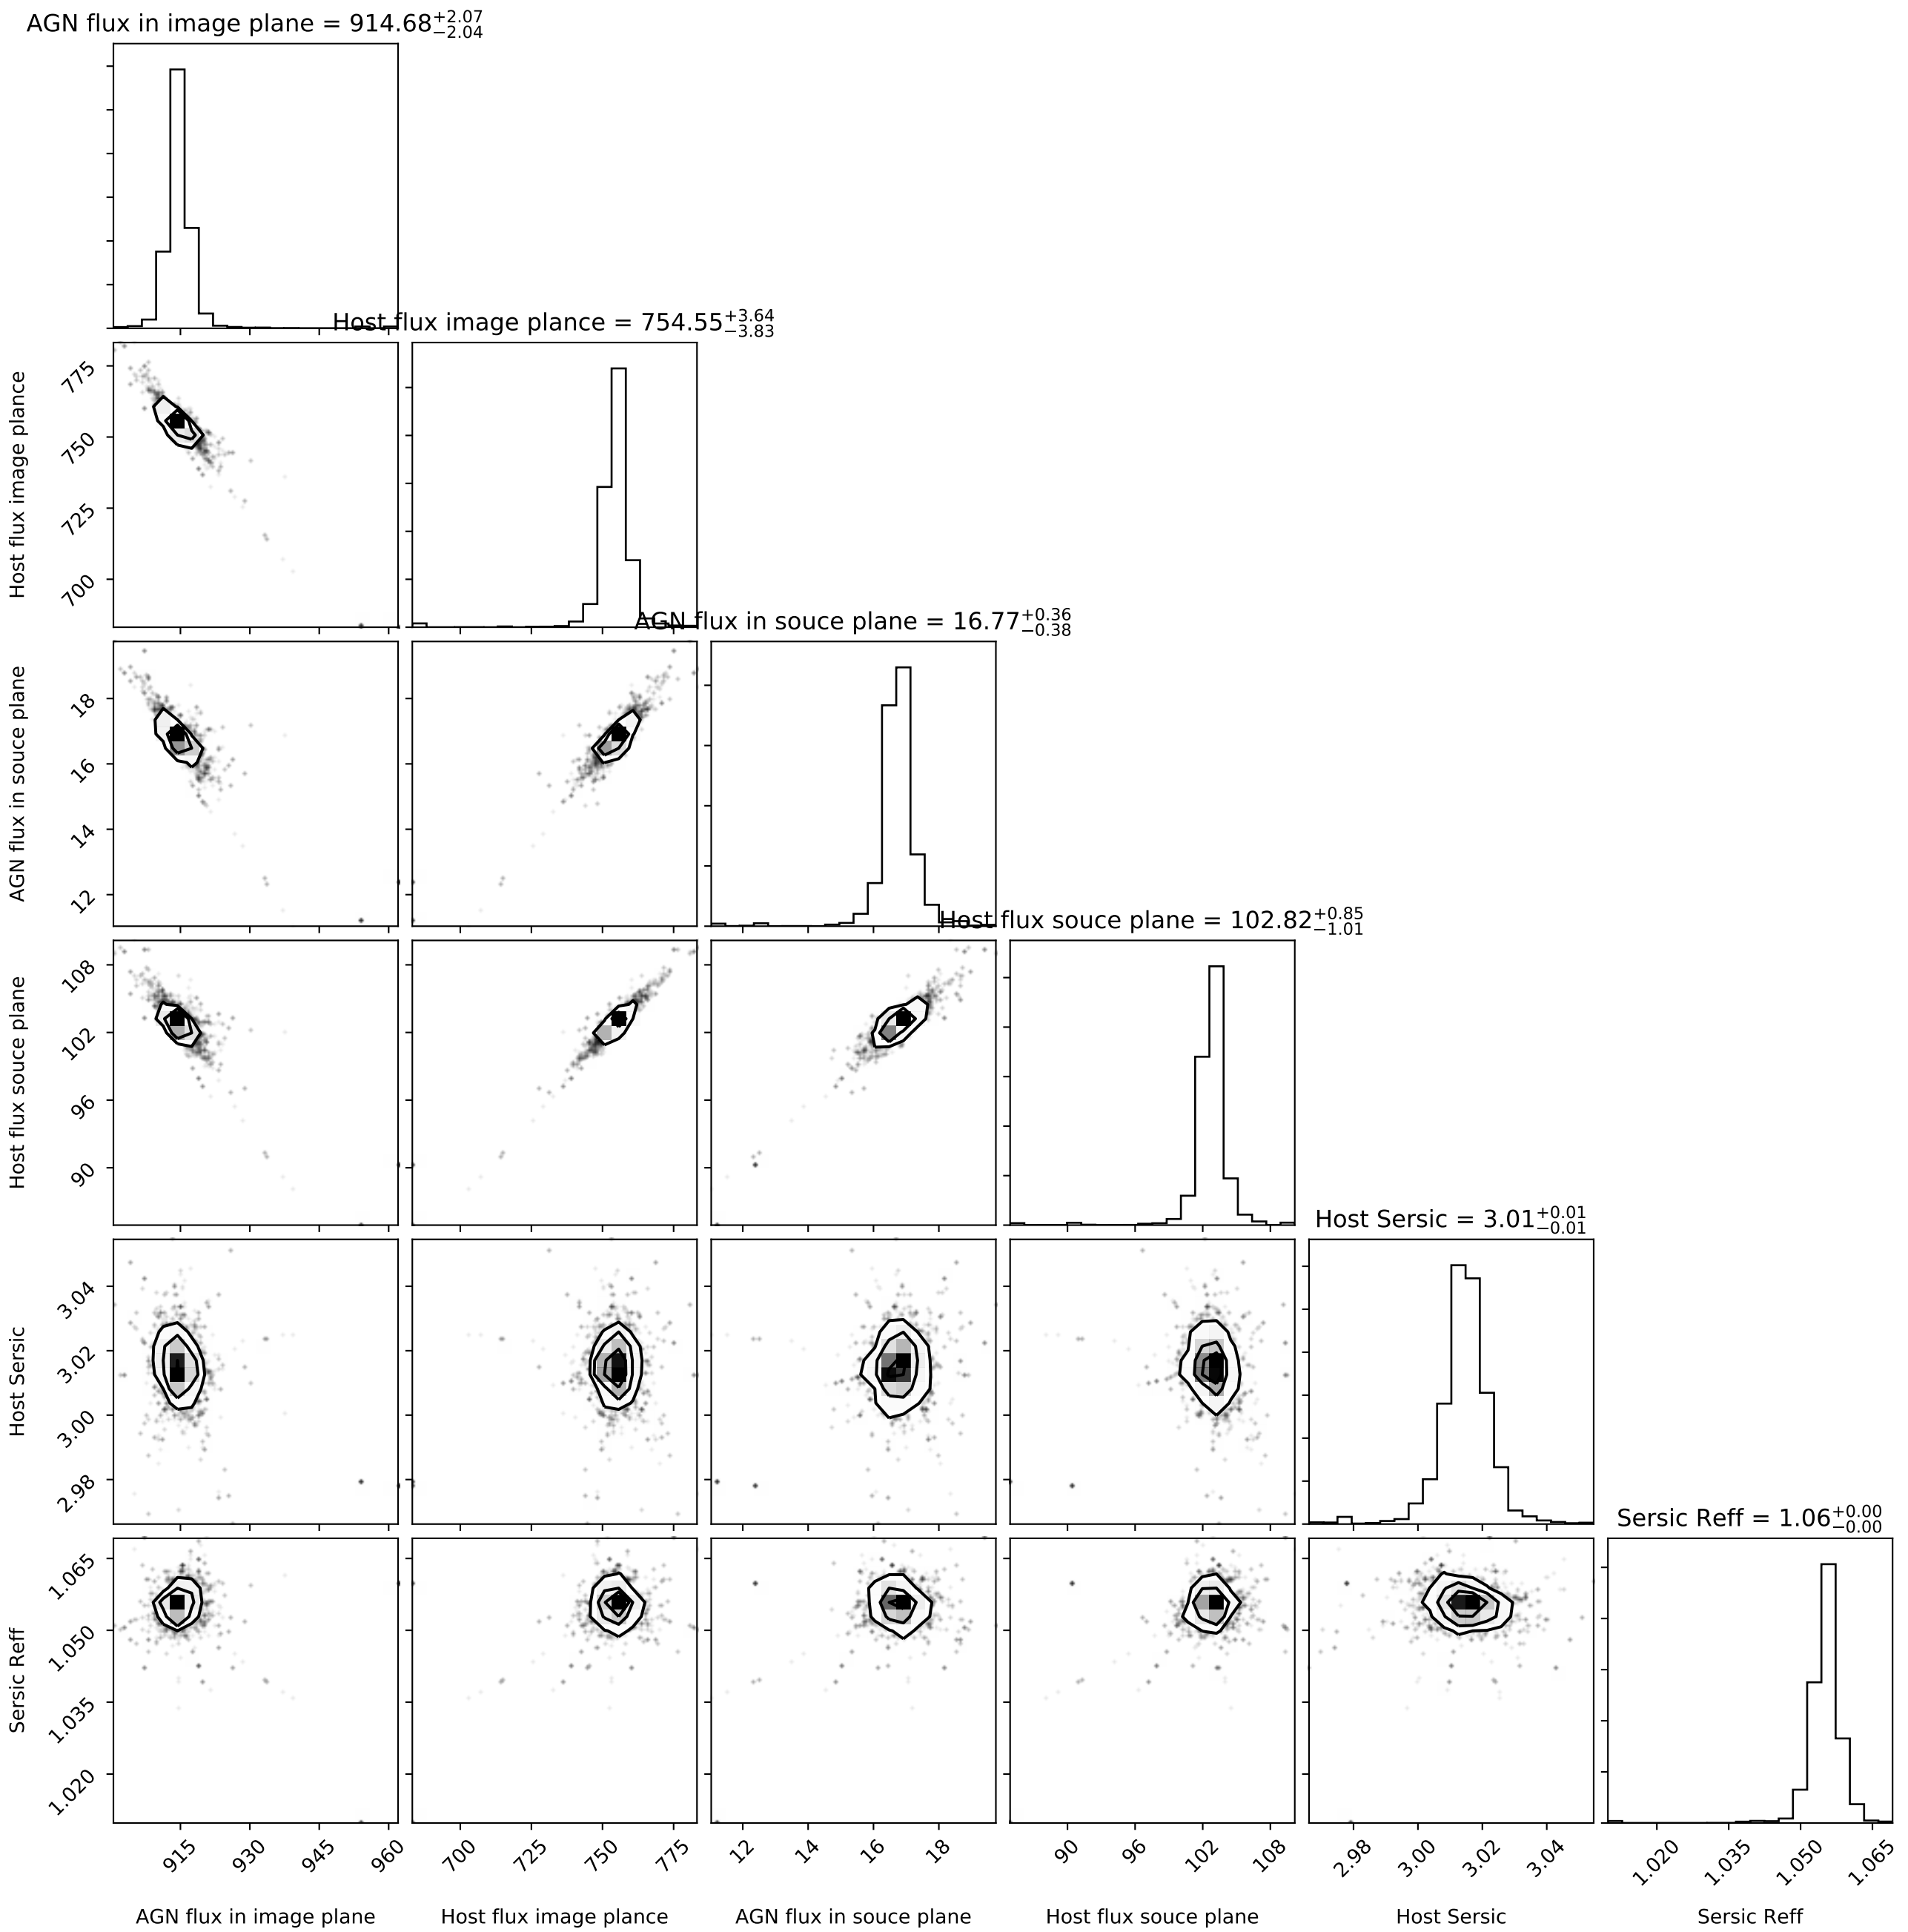 AGN flux in image plane = 914.68+2.07−2.04
Host flux image plance = 754.55+3.64−3.83
775
750
725
700
Host flux image plance
AGN flux in souce plane = 16.77+0.36−0.38
18
16
14
12
AGN flux in souce plane
Host flux souce plane = 102.82+0.85−1.01
108
102
96
90
Host flux souce plane
Host Sersic = 3.01+0.01−0.01
3.04
3.02
3.00
2.98
Host Sersic
Sersic Reff = 1.06+0.00−0.00
1.065
1.050
1.035
1.020
Sersic Reff
915 930 945 960 700 725 750 775 12 14 16 18 90 96 102 108 2.98 3.00 3.02 3.04 1.020 1.035 1.050 1.065
AGN flux in image plane Host flux image plance AGN flux in souce plane Host flux souce plane Host Sersic Sersic Reff